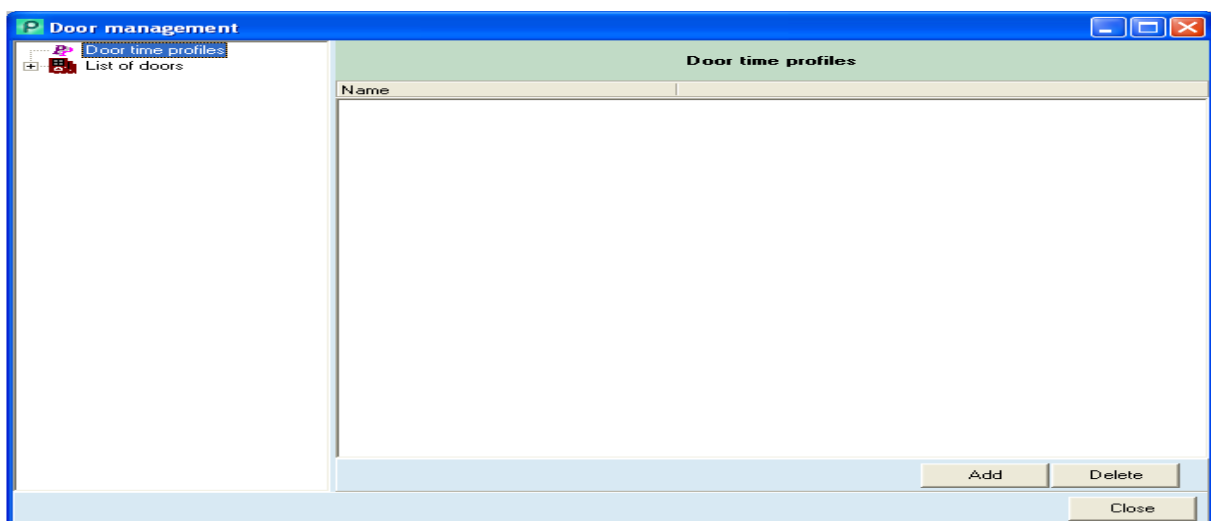 Door management
Door time profiles
List of doors
Door time profiles
Name
Add
Delete
Close